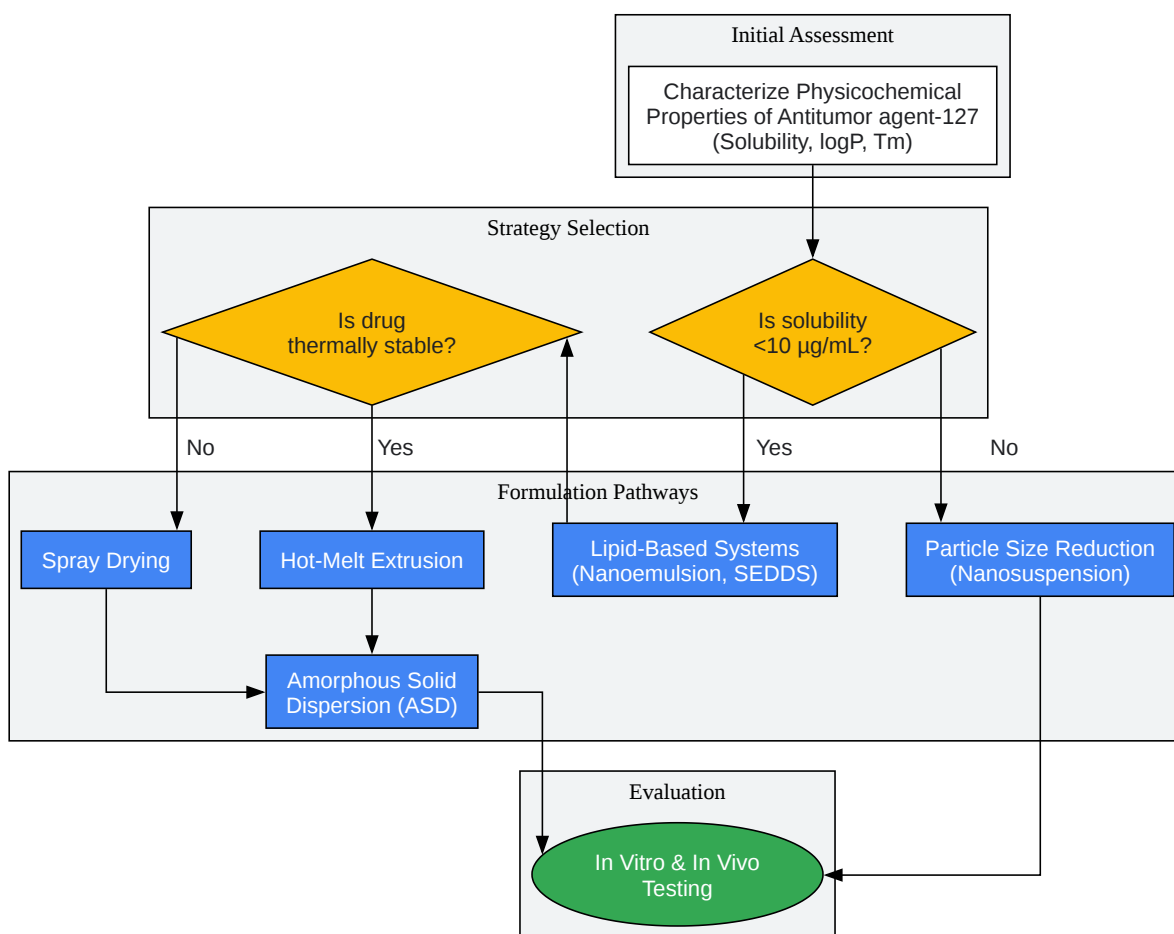 Initial Assessment
Characterize Physicochemical
Properties of Antitumor agent-127
(Solubility, logP, Tm)
Strategy Selection
Is drug
thermally stable?
Is solubility
<10 µg/mL?
No
Yes
Yes
No
Formulation Pathways
Spray Drying
Hot-Melt Extrusion
Lipid-Based Systems
(Nanoemulsion, SEDDS)
Particle Size Reduction
(Nanosuspension)
Amorphous Solid
Dispersion (ASD)
Evaluation
In Vitro & In Vivo
Testing